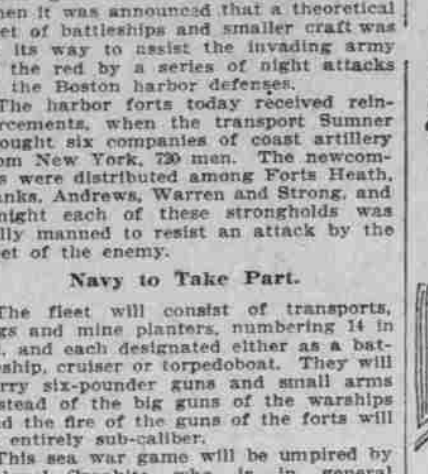 hen it was announced that a theoretical
et of battleships and smaller craft was
its way to assist the invading army
the red by a series of night attacks
the Boston harbor defenses.
The harbor forts today received rein-
rcements, when the transport Sumner
ought six companies of coast artillery
om New York, 720 men. The newcom-
s were distributed among Forts Heath,
anks, Andrews, Warren and Strong, and
night each of these strongholds was
lly manned to resist an attack by the
et of the enemy.
Navy to Take Part.
The fleet will consist of transports,
gs and mine planters, numbering 14 in
, and each designated either as a bat-
eship, cruiser or torpedoboat. They will
rry six-pounder guns and small arms
stead of the big guns of the warships
d the fire of the guns of the forts will
entirely sub-caliber.
This sea war game will be umpired by
who is in general